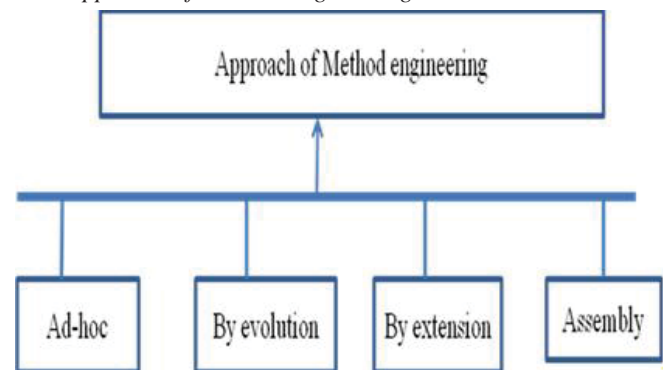 Approach of Method engineering
Ad-hoc
By evolution
By extension
Assembly